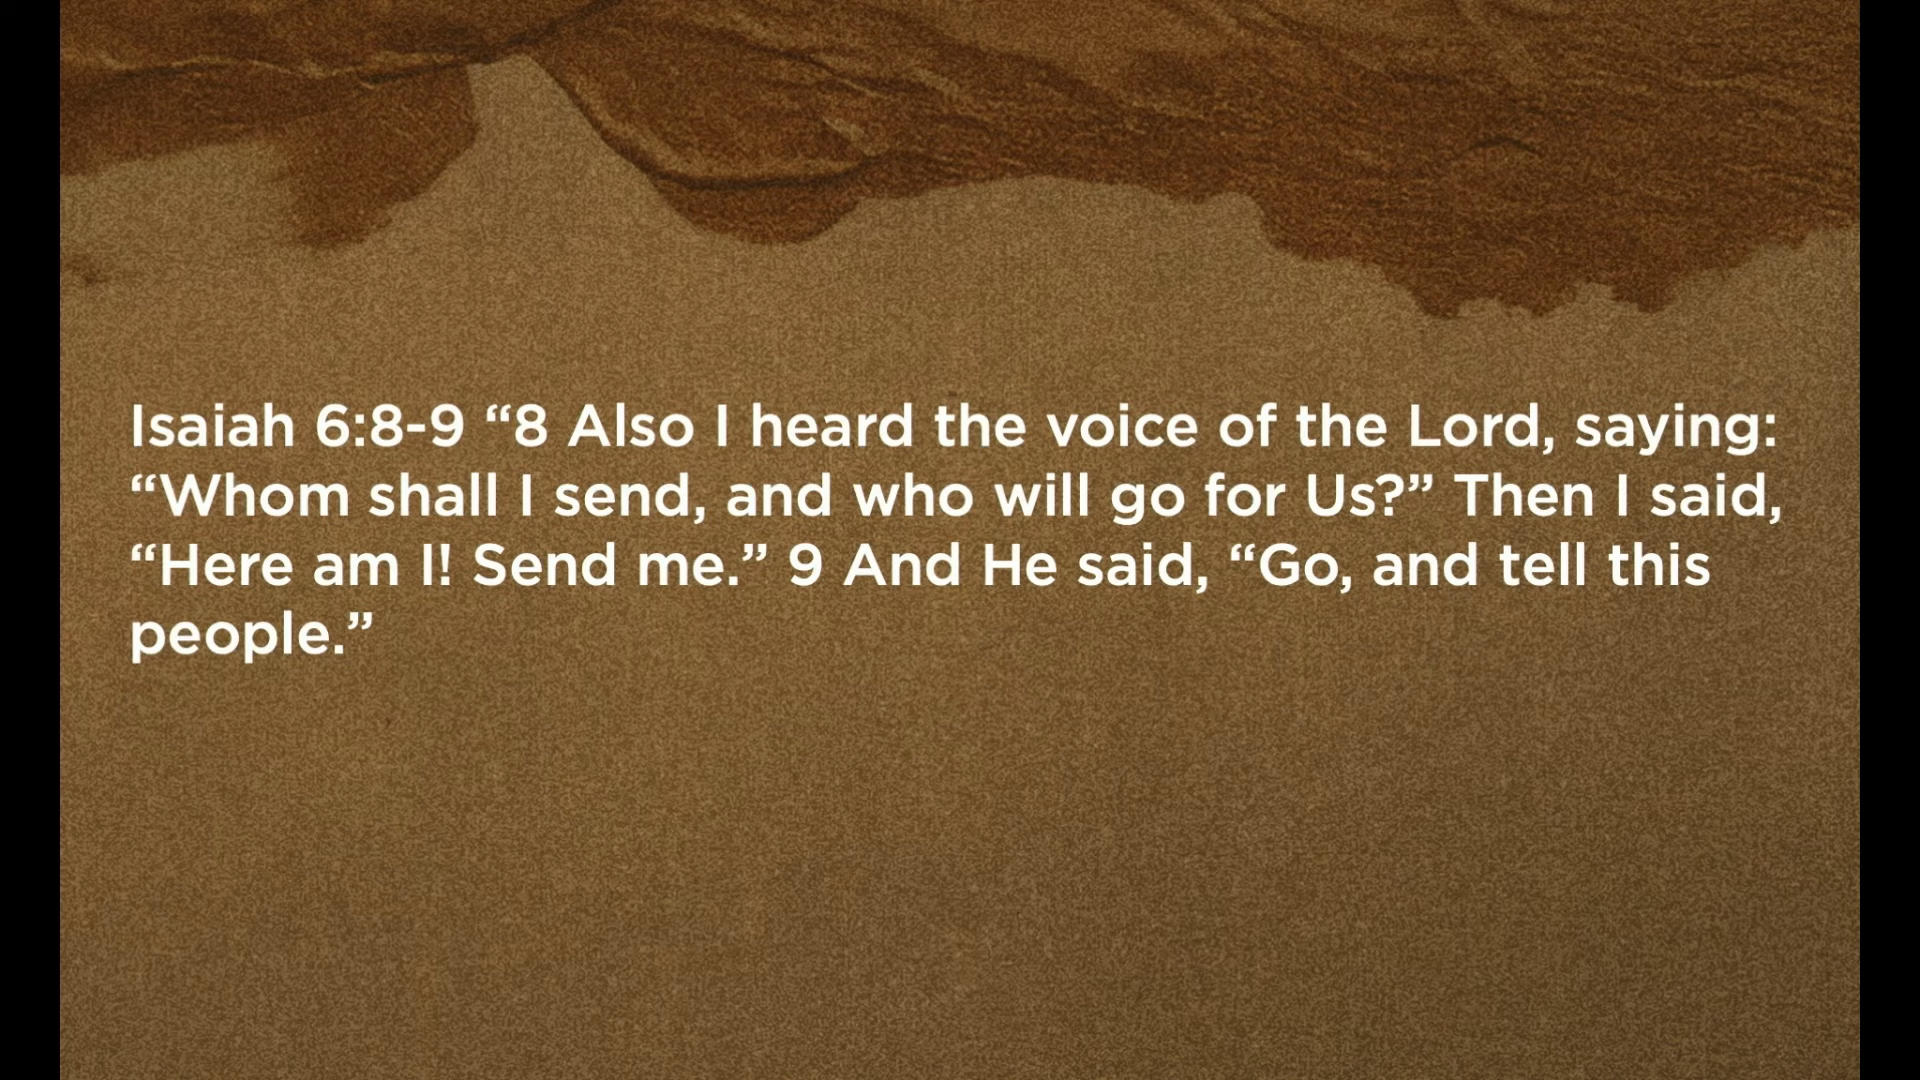 Isaiah 6:8-9 “8 Also I heard the voice of the Lord, saying:
“Whom shall I send, and who will go for Us?” Then I said,
“Here am I! Send me.” 9 And He said, “Go, and tell this
people.”